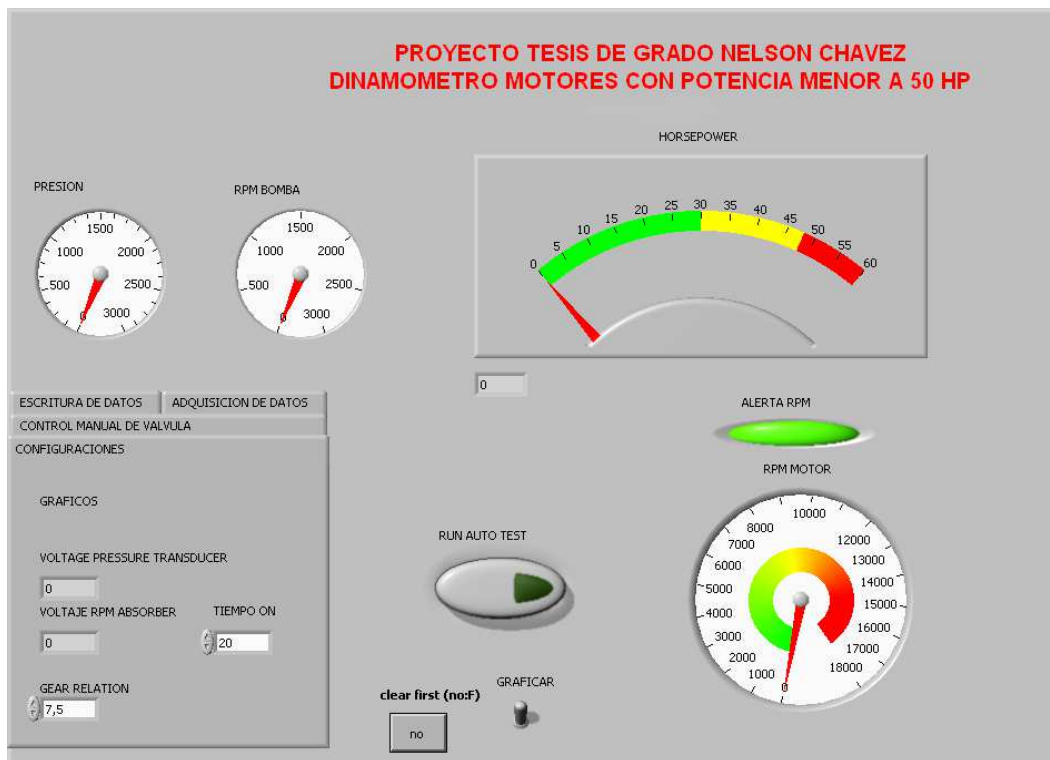 PROYECTO TESIS DE GRADO NELSON CHAVEZ
DINAMOMETRO MOTORES CON POTENCIA MENOR A 50 HP
HORSEPOWER
0 5 10 15 20 25 30 35 40 45 50 55 60
0
PRESION
0 500 1000 1500 2000 2500 3000
RPM BOMBA
0 500 1000 1500 2000 2500 3000
ESCRITURA DE DATOS
ADQUISICION DE DATOS
CONTROL MANUAL DE VALVULA
CONFIGURACIONES
GRAFICOS
VOLTAGE PRESSURE TRANSDUCER
0
VOLTAJE RPM ABSORBER
0
TIEMPO ON
20
GEAR RELATION
7,5
RUN AUTO TEST
clear first (no:F)
no
GRAFICAR
ALERTA RPM
RPM MOTOR
0 1000 2000 3000 4000 5000 6000 7000 8000 10000 12000 13000 14000 15000 16000 17000 18000